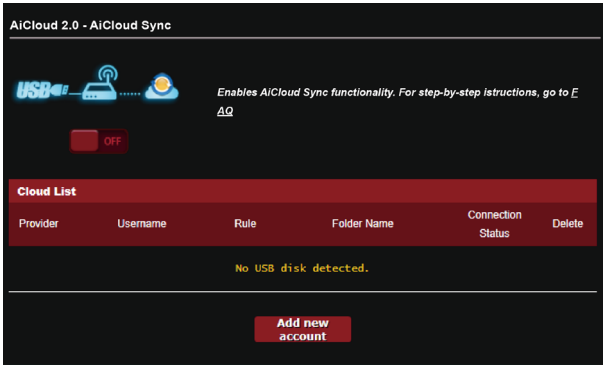 AiCloud 2.0 - AiCloud Sync
USB
Enables AiCloud Sync functionality. For step-by-step istructions, go to F
AQ
OFF
Cloud List
Provider Username Rule Folder Name Connection Status Delete
No USB disk detected.
Add new
account